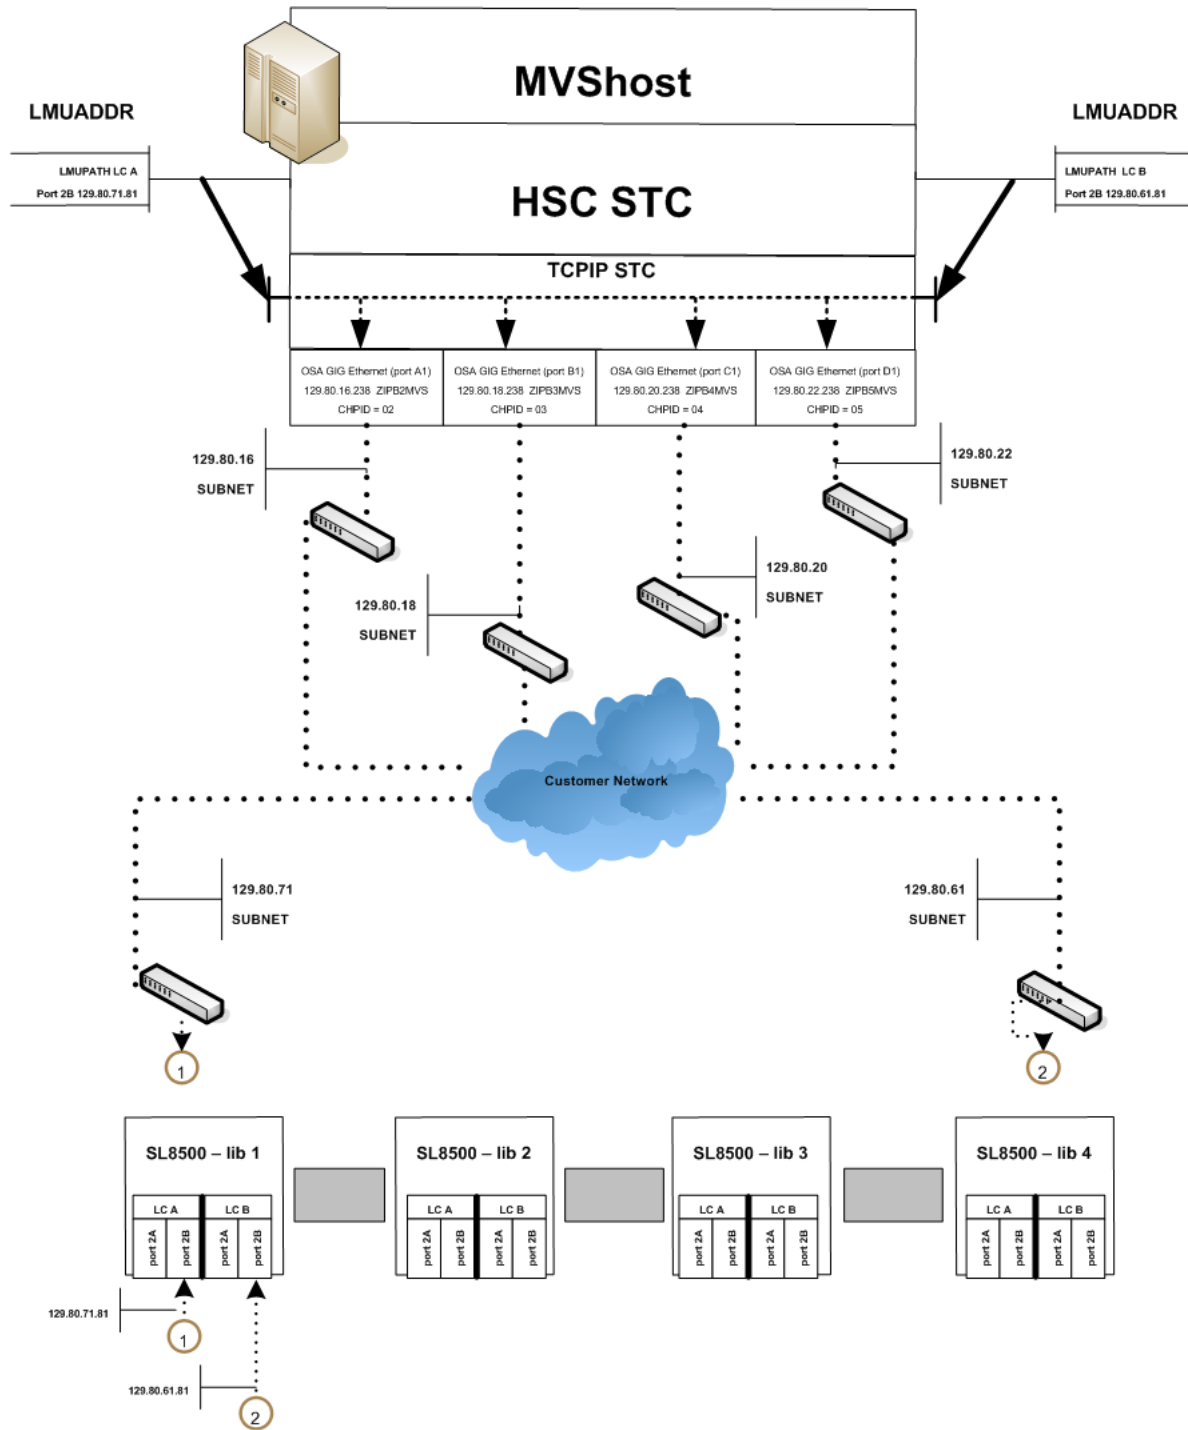 MVShost
LMUADDR
LMUADDR
LMUPATH LC A
Port 2B 129.80.71.81
LMUPATH LC B
Port 2B 129.80.61.81
HSC STC
TCPIP STC
OSA GIG Ethernet (port A1)
129.80.16.238 ZIPB2MVS
CHPID = 02
OSA GIG Ethernet (port B1)
129.80.18.238 ZIPB3MVS
CHPID = 03
OSA GIG Ethernet (port C1)
129.80.20.238 ZIPB4MVS
CHPID = 04
OSA GIG Ethernet (port D1)
129.80.22.238 ZIPB5MVS
CHPID = 05
129.80.16
SUBNET
129.80.22
SUBNET
129.80.18
SUBNET
129.80.20
SUBNET
Customer Network
129.80.71
SUBNET
129.80.61
SUBNET
1
2
SL8500 – lib 1
LC A
LC B
port 2A
port 2B
port 2A
port 2B
SL8500 – lib 2
LC A
LC B
port 2A
port 2B
port 2A
port 2B
SL8500 – lib 3
LC A
LC B
port 2A
port 2B
port 2A
port 2B
SL8500 – lib 4
LC A
LC B
port 2A
port 2B
port 2A
port 2B
129.80.71.81
1
129.80.61.81
2